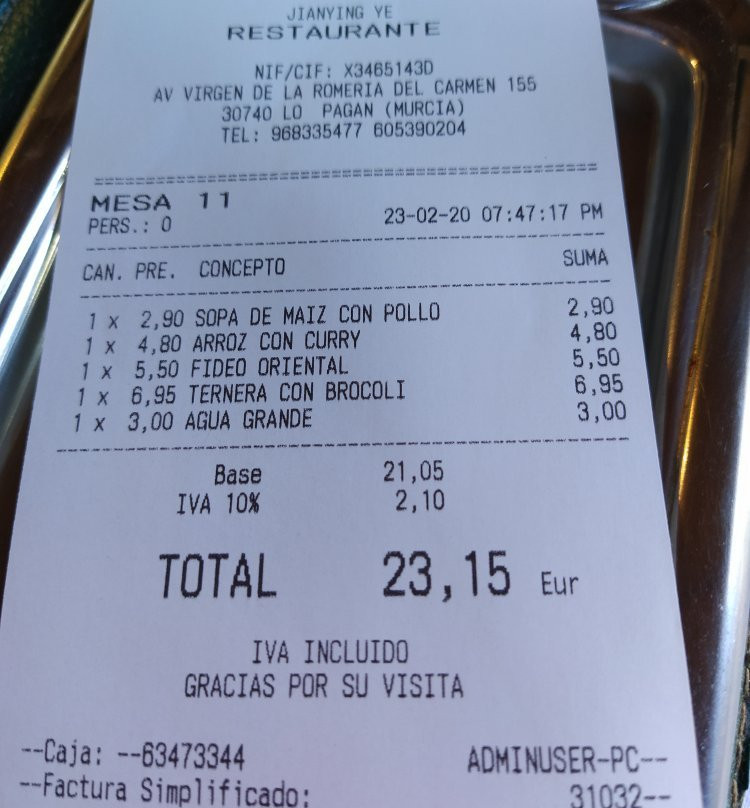 JIANYING YE
RESTAURANTE
NIF/CIF: X3465143D
AV VIRGEN DE LA ROMERIA DEL CARMEN 155
30740 LO PAGAN (MURCIA)
TEL: 968335477 605390204
MESA 11
PERS.: 0 23-02-20 07:47:17 PM
CAN. PRE. CONCEPTO SUMA
1 x 2,90 SOPA DE MAIZ CON POLLO 2,90
1 x 4,80 ARROZ CON CURRY 4,80
1 x 5,50 FIDEO ORIENTAL 5,50
1 x 6,95 TERNERA CON BROCOLI 6,95
1 x 3,00 AGUA GRANDE 3,00
Base 21,05
IVA 10% 2,10
TOTAL 23,15 Eur
IVA INCLUIDO
GRACIAS POR SU VISITA
--Caja: --63473344 ADMINUSER-PC--
--Factura Simplificado: 31032--